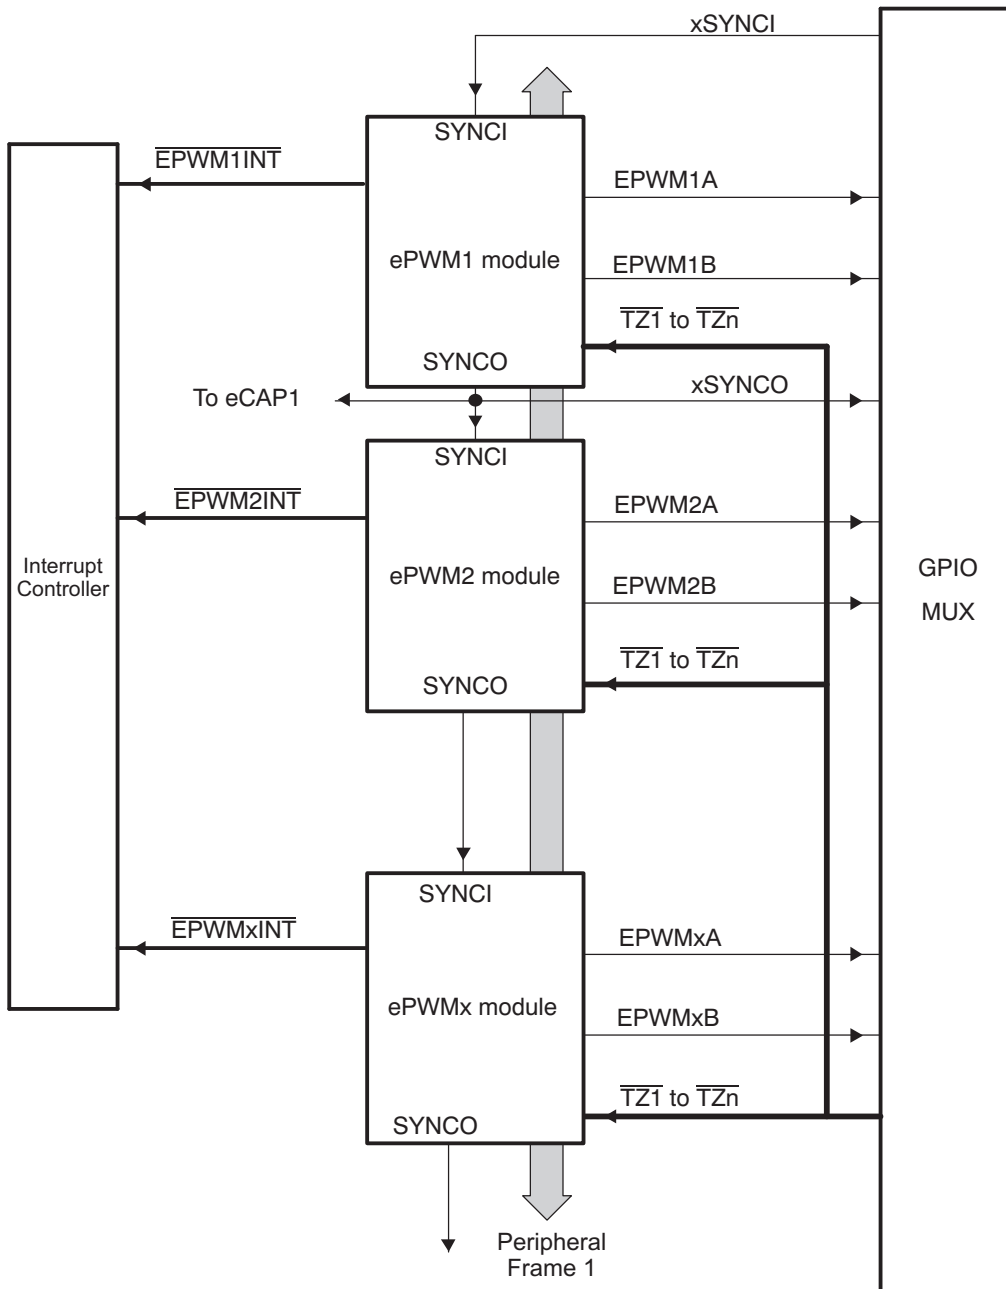 xSYNCI
SYNCI
EPWM1INT
EPWM1A
ePWM1 module
EPWM1B
TZ1 to TZn
SYNCO
To eCAP1
xSYNCO
SYNCI
EPWM2INT
EPWM2A
Interrupt
Controller
ePWM2 module
GPIO
MUX
EPWM2B
TZ1 to TZn
SYNCO
SYNCI
EPWMxINT
EPWMxA
ePWMx module
EPWMxB
TZ1 to TZn
SYNCO
Peripheral
Frame 1